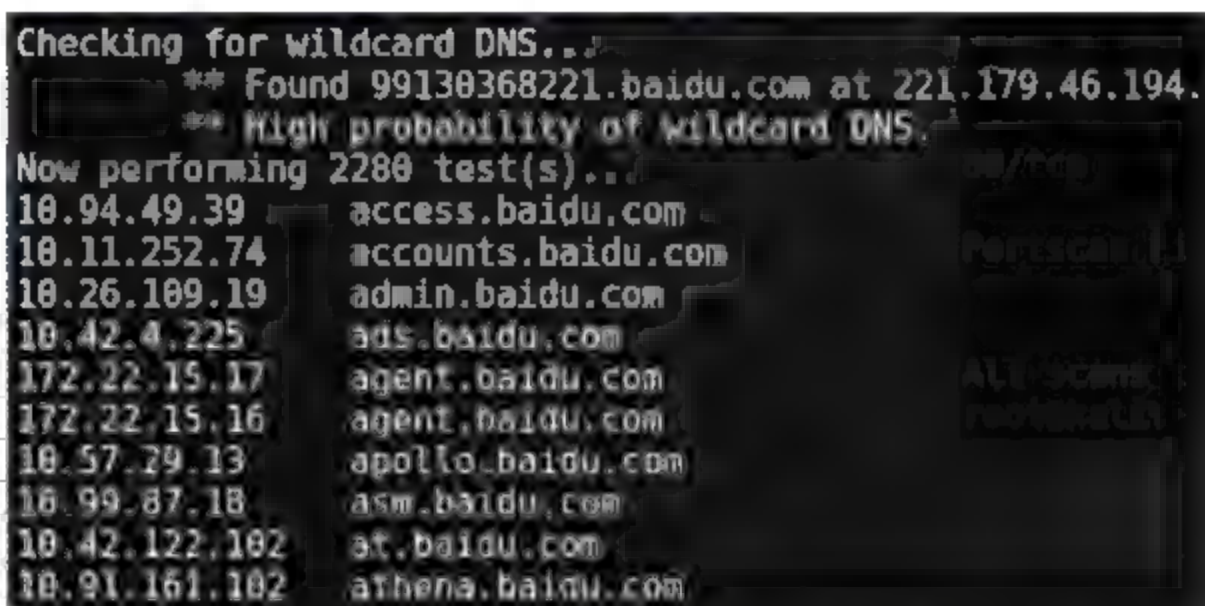 Checking for wildcard DNS...
** Found 99130368221.baidu.com at 221.179.46.194.
** High probability of wildcard DNS.
Now performing 2280 test(s)...
10.94.49.39 access.baidu.com
10.11.252.74 accounts.baidu.com
10.26.109.19 admin.baidu.com
10.42.4.225 ads.baidu.com
172.22.15.17 agent.baidu.com
172.22.15.16 agent.baidu.com
10.57.29.13 apollo.baidu.com
10.99.87.18 asm.baidu.com
10.42.122.102 at.baidu.com
10.91.161.102 athena.baidu.com